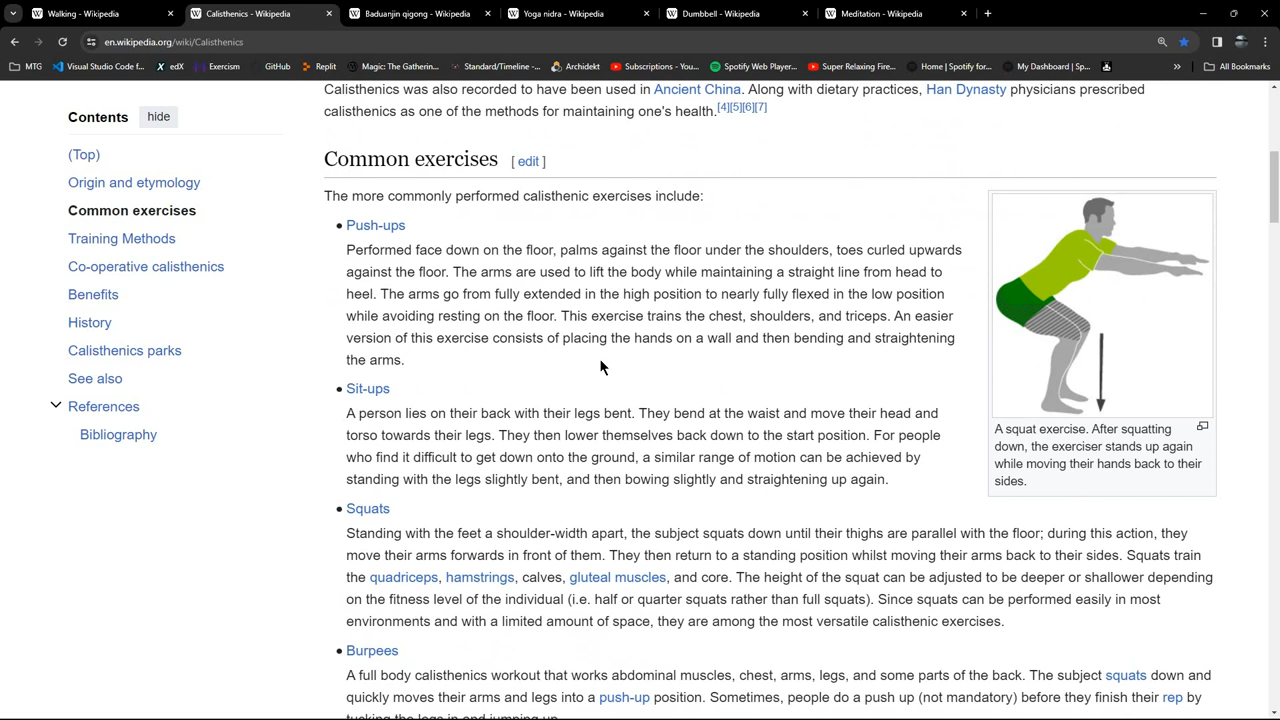 Walking - Wikipedia
Calisthenics - Wikipedia
Baduanjin qigong - Wikipedia
Yoga nidra - Wikipedia
Dumbbell - Wikipedia
Meditation - Wikipedia
en.wikipedia.org/wiki/Calisthenics
MTG
Visual Studio Code f...
edX
Exercism
GitHub
Replit
Magic: The Gatherin...
Standard/Timeline -...
Archidekt
Subscriptions - You...
Spotify Web Player...
Super Relaxing Fire...
Home | Spotify for...
My Dashboard | Sp...
All Bookmarks
Contents hide
(Top)
Origin and etymology
Common exercises
Training Methods
Co-operative calisthenics
Benefits
History
Calisthenics parks
See also
References
Bibliography
Calisthenics was also recorded to have been used in Ancient China. Along with dietary practices, Han Dynasty physicians prescribed
calisthenics as one of the methods for maintaining one's health.[4][5][6][7]
Common exercises [ edit ]
The more commonly performed calisthenic exercises include:
• Push-ups
Performed face down on the floor, palms against the floor under the shoulders, toes curled upwards
against the floor. The arms are used to lift the body while maintaining a straight line from head to
heel. The arms go from fully extended in the high position to nearly fully flexed in the low position
while avoiding resting on the floor. This exercise trains the chest, shoulders, and triceps. An easier
version of this exercise consists of placing the hands on a wall and then bending and straightening
the arms.
• Sit-ups
A person lies on their back with their legs bent. They bend at the waist and move their head and
torso towards their legs. They then lower themselves back down to the start position. For people
who find it difficult to get down onto the ground, a similar range of motion can be achieved by
standing with the legs slightly bent, and then bowing slightly and straightening up again.
A squat exercise. After squatting
down, the exerciser stands up again
while moving their hands back to their
sides.
• Squats
Standing with the feet a shoulder-width apart, the subject squats down until their thighs are parallel with the floor; during this action, they
move their arms forwards in front of them. They then return to a standing position whilst moving their arms back to their sides. Squats train
the quadriceps, hamstrings, calves, gluteal muscles, and core. The height of the squat can be adjusted to be deeper or shallower depending
on the fitness level of the individual (i.e. half or quarter squats rather than full squats). Since squats can be performed easily in most
environments and with a limited amount of space, they are among the most versatile calisthenic exercises.
• Burpees
A full body calisthenics workout that works abdominal muscles, chest, arms, legs, and some parts of the back. The subject squats down and
quickly moves their arms and legs into a push-up position. Sometimes, people do a push up (not mandatory) before they finish their rep by
tucking the legs in and jumping up.